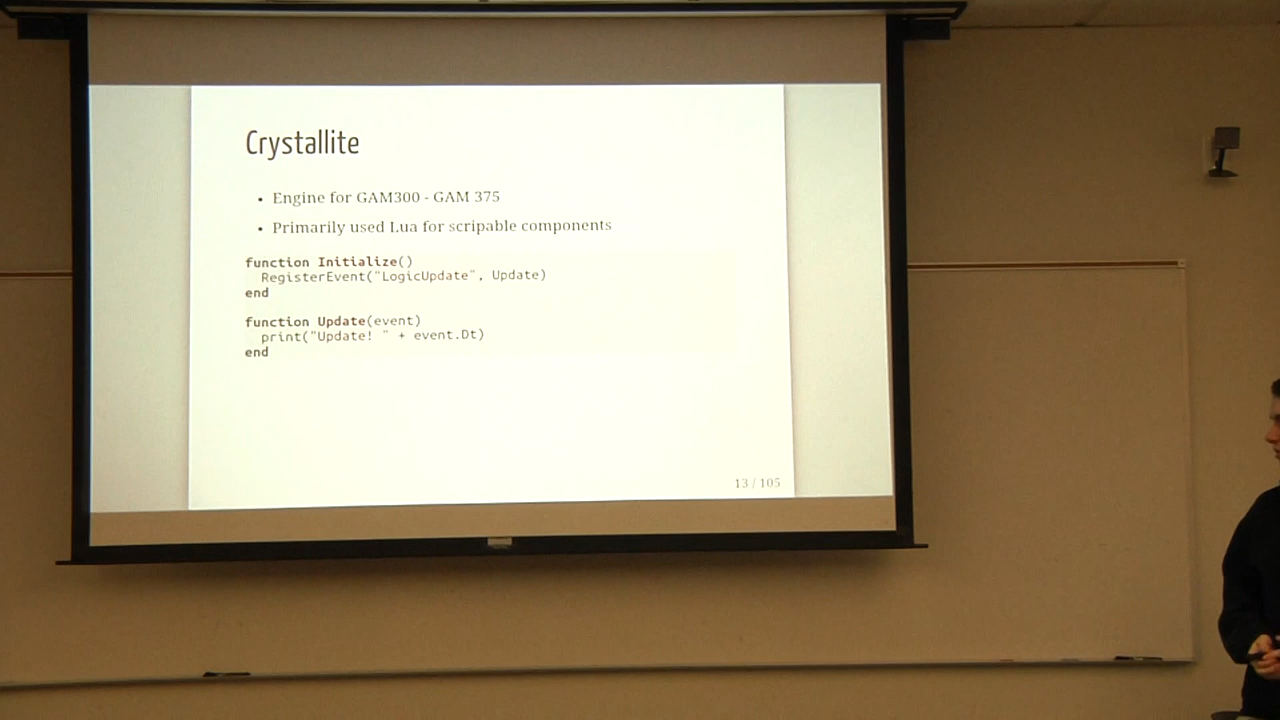 Crystallite
• Engine for GAM300 - GAM 375
• Primarily used Lua for scripable components
function Initialize()
  RegisterEvent("LogicUpdate", Update)
end
function Update(event)
  print("Update! " + event.Dt)
end
13 / 105